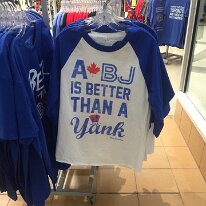 A BJ
IS BETTER
THAN A
Yank